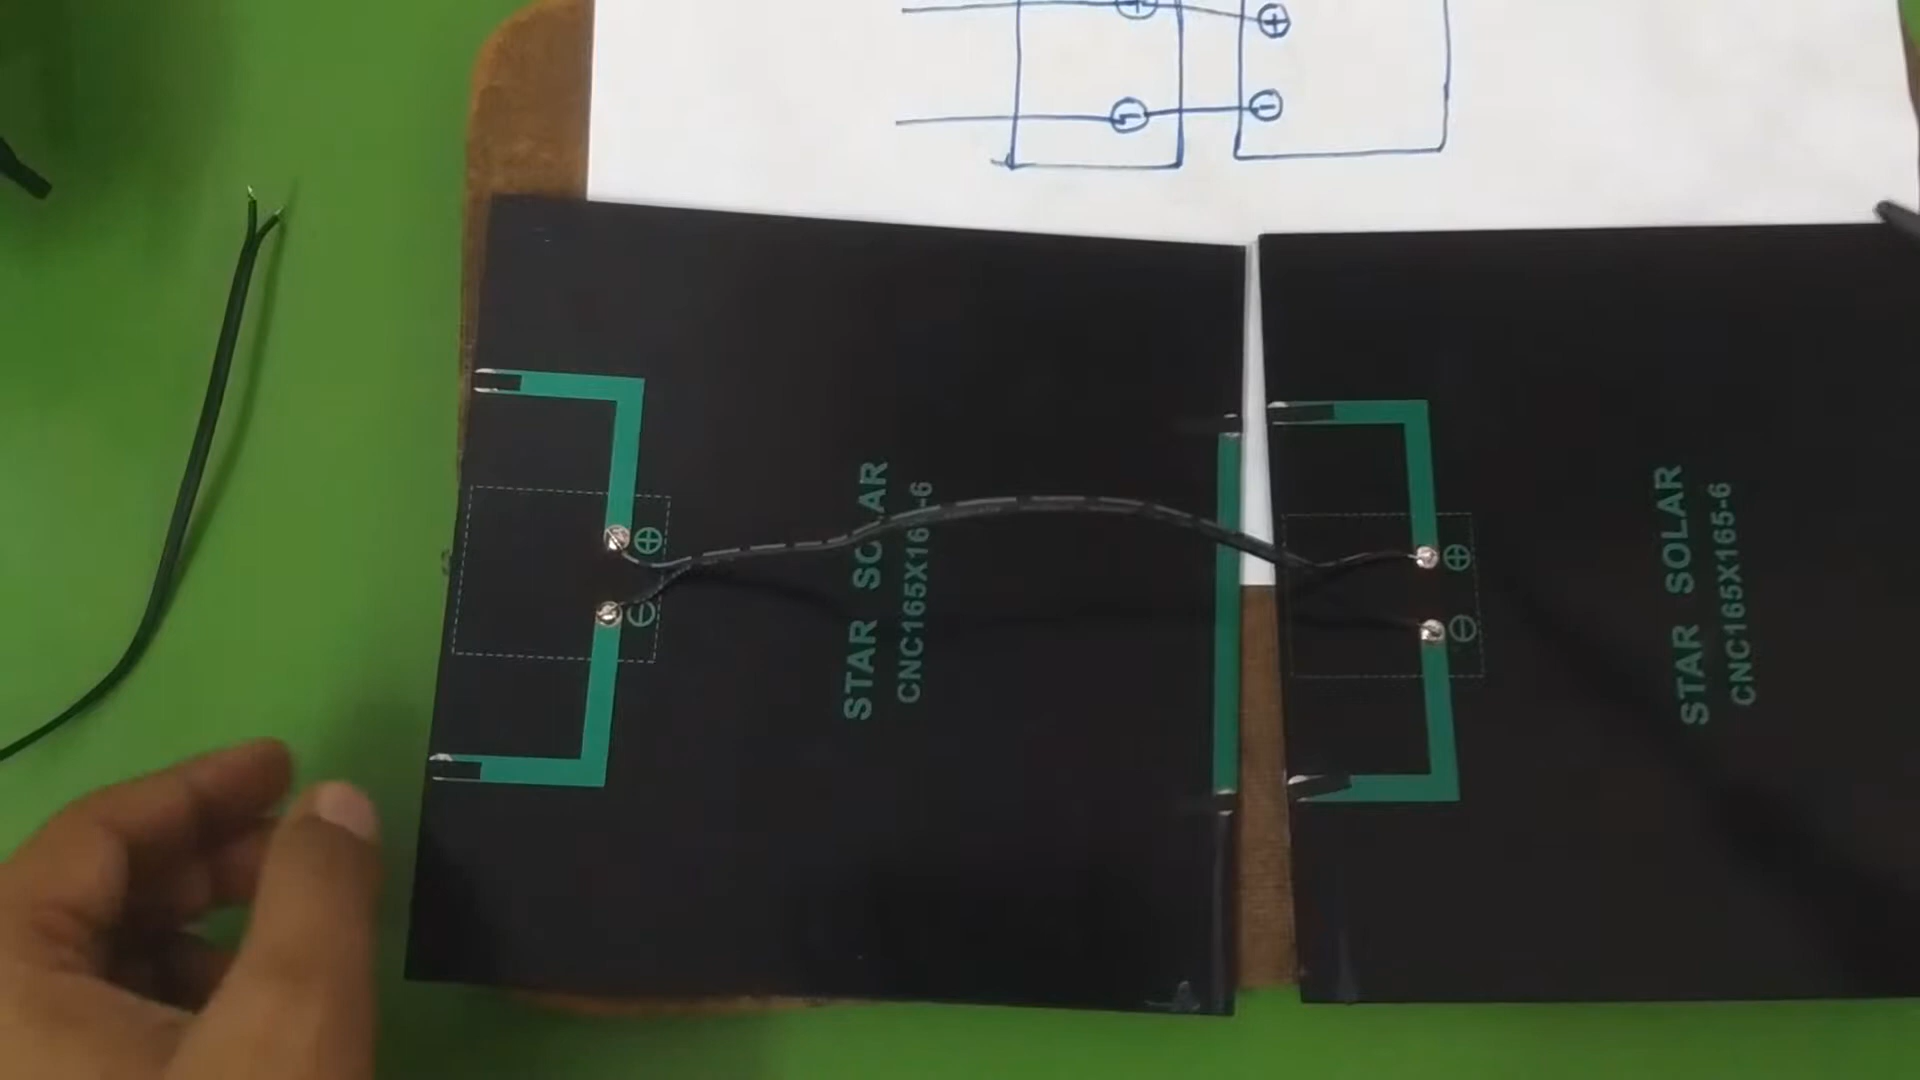 +
+
-
-
STAR SOLAR
CNC165X165-6
+
-
STAR SOLAR
CNC165X165-6
+
-